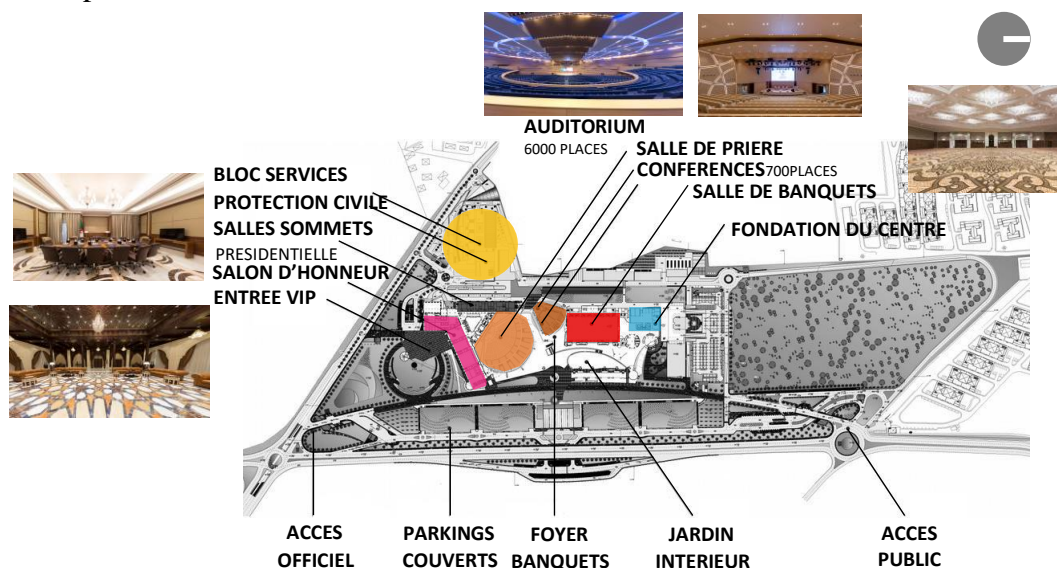 AUDITORIUM
6000 PLACES
SALLE DE PRIERE
CONFERENCES700PLACES
SALLE DE BANQUETS
FONDATION DU CENTRE
BLOC SERVICES
PROTECTION CIVILE
SALLES SOMMETS
PRESIDENTIELLE
SALON D’HONNEUR
ENTREE VIP
ACCES
OFFICIEL
PARKINGS
COUVERTS
FOYER
BANQUETS
JARDIN
INTERIEUR
ACCES
PUBLIC